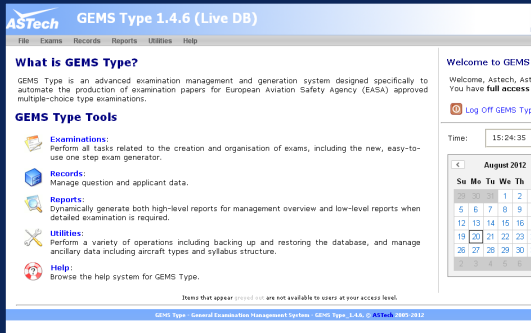 ASTech
GEMS Type 1.4.6 (Live DB)
File Exams Records Reports Utilities Help
What is GEMS Type?
GEMS Type is an advanced examination management and generation system designed specifically to
automate the production of examination papers for European Aviation Safety Agency (EASA) approved
multiple-choice type examinations.
GEMS Type Tools
Examinations:
Perform all tasks related to the creation and organisation of exams, including the new, easy-to-
use one step exam generator.
Records:
Manage question and applicant data.
Reports:
Dynamically generate both high-level reports for management overview and low-level reports when
detailed examination is required.
Utilities:
Perform a variety of operations including backing up and restoring the database, and manage
ancillary data including aircraft types and syllabus structure.
Help:
Browse the help system for GEMS Type.
Items that appear greyed out are not available to users at your access level.
Welcome to GEMS
Welcome, Astech, Ast
You have full access
Log Off GEMS Typ
Time: 15:24:35
< August 2012
Su Mo Tu We Th
29 30 31 1 2
5 6 7 8 9
12 13 14 15 16
19 20 21 22 23
26 27 28 29 30
2 3 4 5 6
GEMS Type - General Examination Management System - GEMS Type_1.4.6. © ASTech 2005-2012